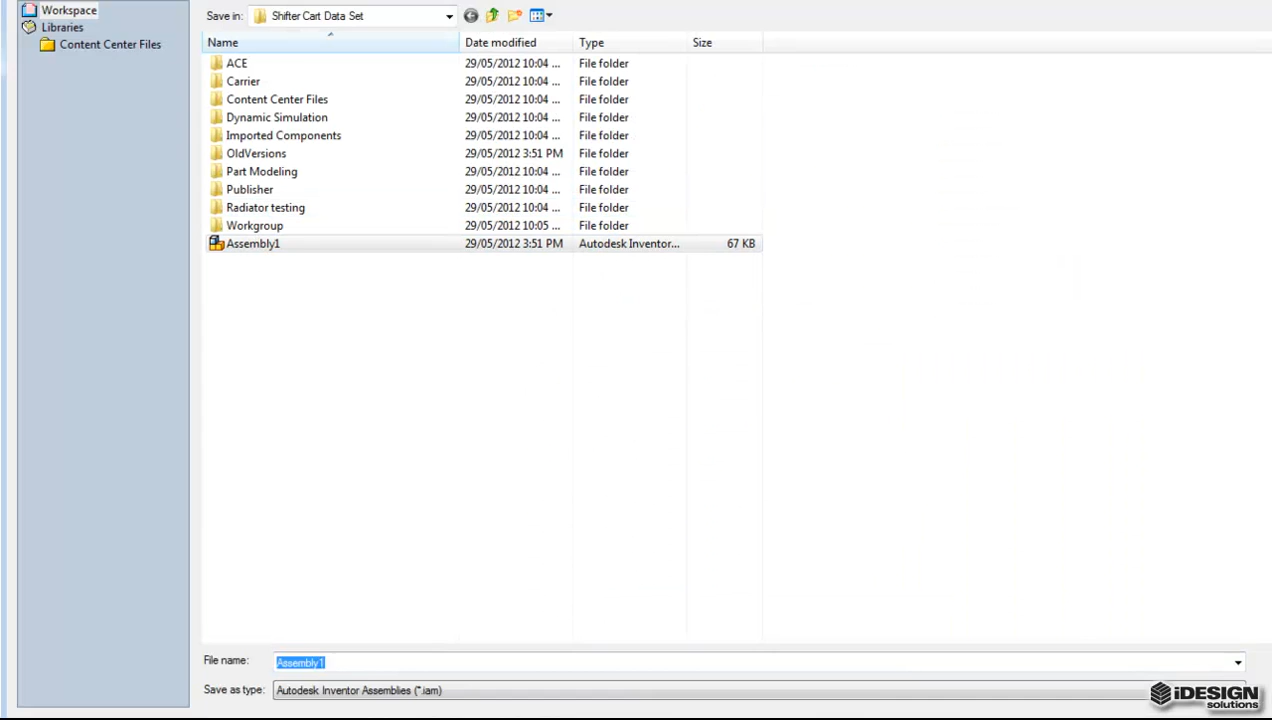 Workspace
Libraries
Content Center Files
Save in: Shifter Cart Data Set
Name Date modified Type Size
ACE 29/05/2012 10:04 ... File folder
Carrier 29/05/2012 10:04 ... File folder
Content Center Files 29/05/2012 10:04 ... File folder
Dynamic Simulation 29/05/2012 10:04 ... File folder
Imported Components 29/05/2012 10:04 ... File folder
OldVersions 29/05/2012 3:51 PM File folder
Part Modeling 29/05/2012 10:04 ... File folder
Publisher 29/05/2012 10:04 ... File folder
Radiator testing 29/05/2012 10:04 ... File folder
Workgroup 29/05/2012 10:05 ... File folder
Assembly1 29/05/2012 3:51 PM Autodesk Inventor... 67 KB
File name: Assembly1
Save as type: Autodesk Inventor Assemblies (*.iam)
iDESIGN
solutions